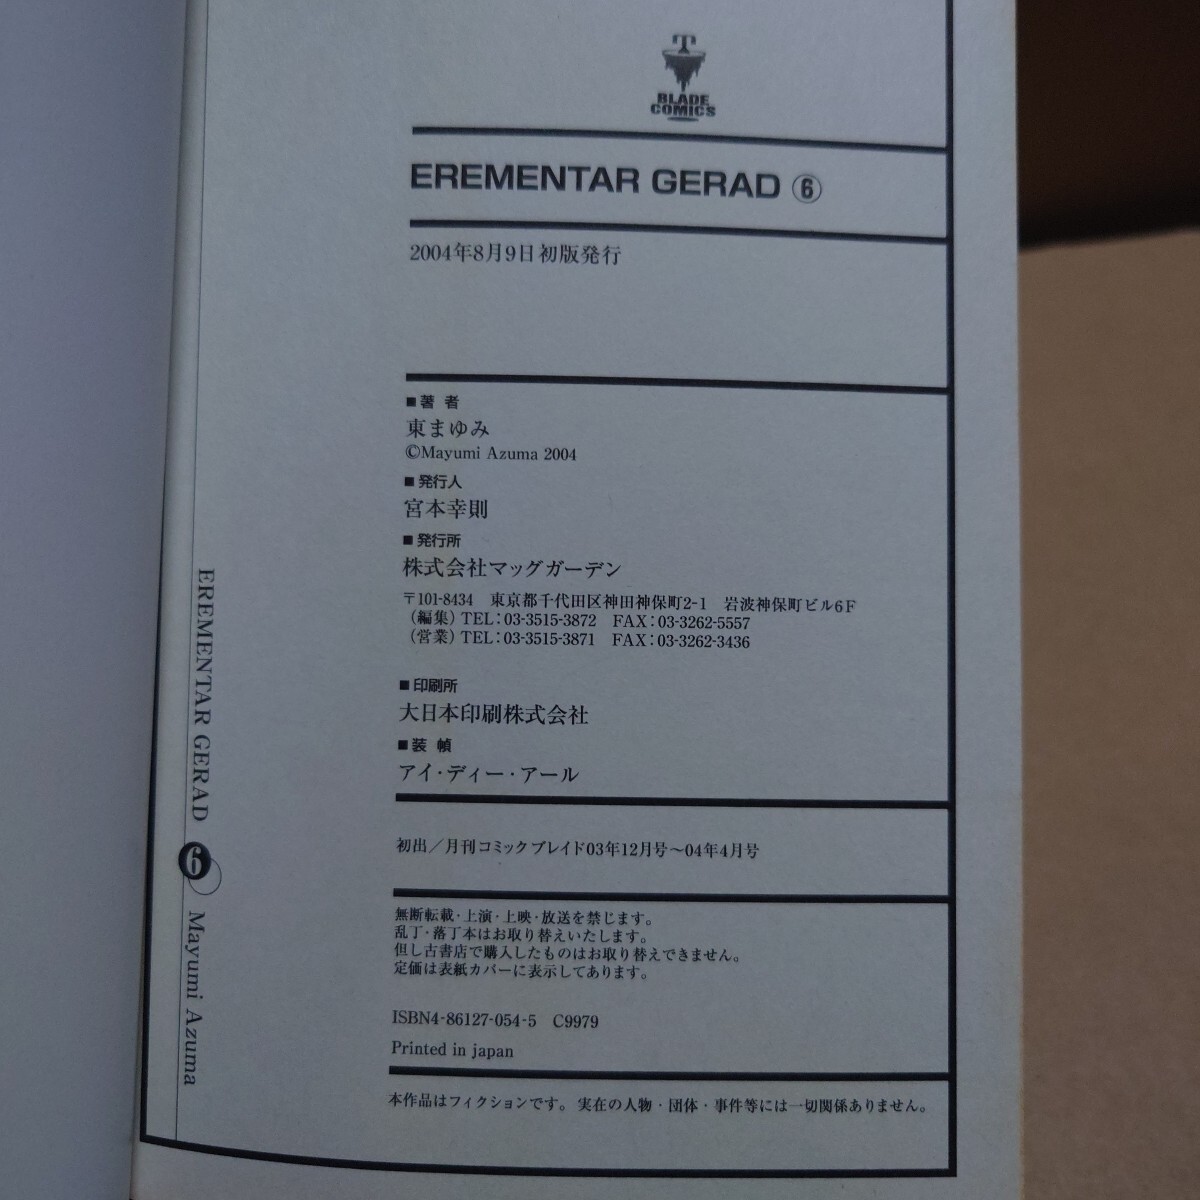 T
BLADE
COMICS
EREMENTAR GERAD ⑥
2004年8月9日初版発行
■著 者
東まゆみ
©Mayumi Azuma 2004
■発行人
宮本幸則
■発行所
株式会社マッグガーデン
〒101-8434 東京都千代田区神田神保町2-1 岩波神保町ビル6F
(編集) TEL:03-3515-3872 FAX:03-3262-5557
(営業) TEL:03-3515-3871 FAX:03-3262-3436
■印刷所
大日本印刷株式会社
■装 幀
アイ・ディー・アール
初出/月刊コミックブレイド03年12月号～04年4月号
無断転載・上演・上映・放送を禁じます。
乱丁・落丁本はお取り替えいたします。
但し古書店で購入したものはお取り替えできません。
定価は表紙カバーに表示してあります。
ISBN4-86127-054-5 C9979
Printed in japan
本作品はフィクションです。実在の人物・団体・事件等には一切関係ありません。
EREMENTAR GERAD ❻ Mayumi Azuma